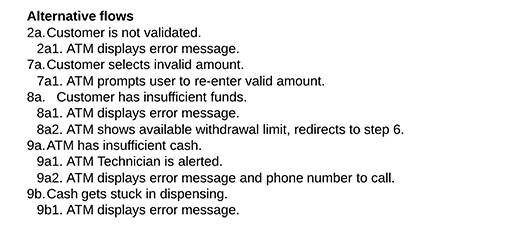 Alternative flows
2a. Customer is not validated.
2a1. ATM displays error message.
7a. Customer selects invalid amount.
7a1. ATM prompts user to re-enter valid amount.
8a. Customer has insufficient funds.
8a1. ATM displays error message.
8a2. ATM shows available withdrawal limit, redirects to step 6.
9a. ATM has insufficient cash.
9a1. ATM Technician is alerted.
9a2. ATM displays error message and phone number to call.
9b. Cash gets stuck in dispensing.
9b1. ATM displays error message.